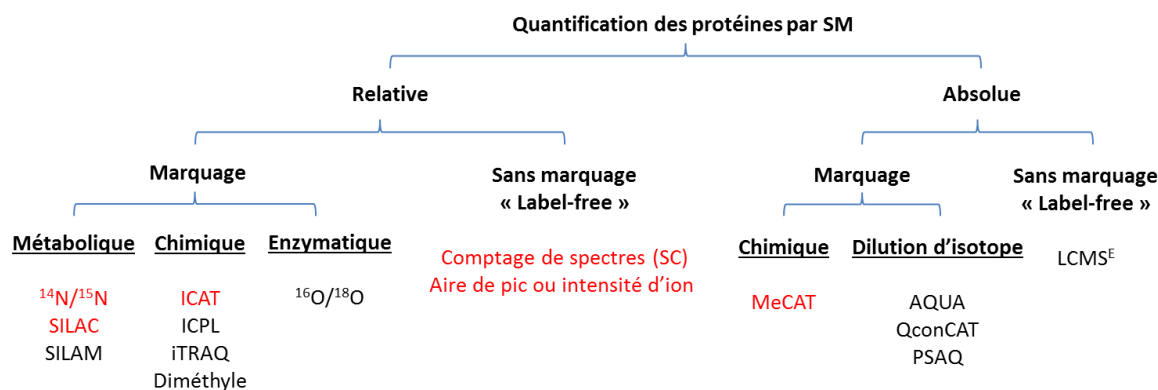 Quantification des protéines par SM
Relative
Absolue
Marquage
Sans marquage
« Label-free »
Marquage
Sans marquage
« Label-free »
Métabolique
Chimique
Enzymatique
Comptage de spectres (SC)
Aire de pic ou intensité d’ion
Chimique
Dilution d’isotope
LCMSᴱ
¹⁴N/¹⁵N
SILAC
SILAM
ICAT
ICPL
iTRAQ
Diméthyle
¹⁶O/¹⁸O
MeCAT
AQUA
QconCAT
PSAQ